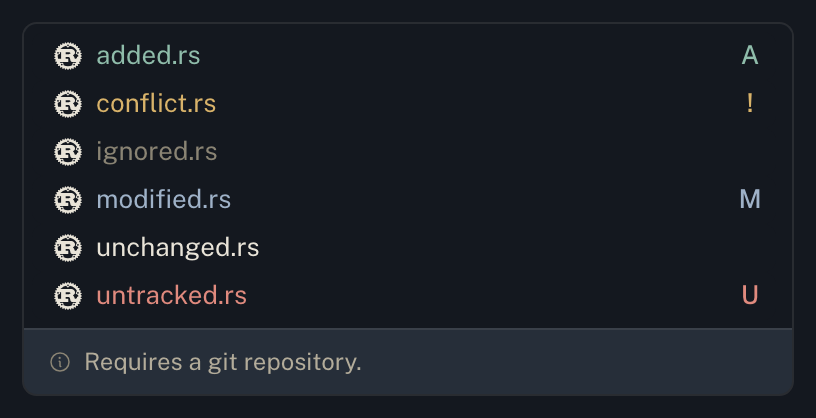 added.rs A
conflict.rs !
ignored.rs
modified.rs M
unchanged.rs
untracked.rs U
Requires a git repository.